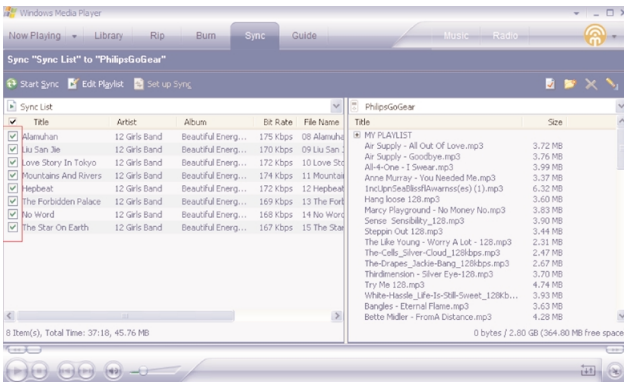 Windows Media Player
Now Playing Library Rip Burn Sync Guide Music Radio
Sync "Sync List" to "PhilipsGoGear"
Start Sync Edit Playlist Set up Sync
Sync List
Title Artist Album Bit Rate File Name
Alamuhan 12 Girls Band Beautiful Energ... 175 Kbps 08 Alamuha
Liu San Jie 12 Girls Band Beautiful Energ... 170 Kbps 09 Liu San
Love Story In Tokyo 12 Girls Band Beautiful Energ... 172 Kbps 10 Love Sto
Mountains And Rivers 12 Girls Band Beautiful Energ... 174 Kbps 11 Mountai
Hepbeat 12 Girls Band Beautiful Energ... 172 Kbps 12 Hepbeat
The Forbidden Palace 12 Girls Band Beautiful Energ... 169 Kbps 13 The Forb
No Word 12 Girls Band Beautiful Energ... 168 Kbps 14 No Word
The Star On Earth 12 Girls Band Beautiful Energ... 167 Kbps 15 The Star
8 Item(s), Total Time: 37:18, 45.76 MB
PhilipsGoGear
Title Size
MY PLAYLIST
Air Supply - All Out Of Love.mp3 3.72 MB
Air Supply - Goodbye.mp3 3.76 MB
All-4-One - I Swear.mp3 3.99 MB
Anne Murray - You Needed Me.mp3 3.37 MB
6.32 MB
Hang loose 128.mp3 3.60 MB
Marcy Playground - No Money No.mp3 3.83 MB
Sense Sensibility_128.mp3 3.90 MB
Steppin Out 128.mp3 3.44 MB
The Like Young - Worry A Lot - 128.mp3 2.31 MB
The-Cells_Silver-Cloud_128kbps.mp3 2.47 MB
The-Drapes_Jackie-Bang_128kbps.mp3 2.67 MB
Thirdimension - Silver Eye-128.mp3 3.70 MB
Try Me 128.mp3 4.74 MB
White-Hassle_Life-Is-Still-Sweet_128Kb... 3.93 MB
Bangles - Eternal Flame.mp3 3.63 MB
Bette Midler - FromA Distance.mp3 4.28 MB
0 bytes / 2.80 GB (364.80 MB free space